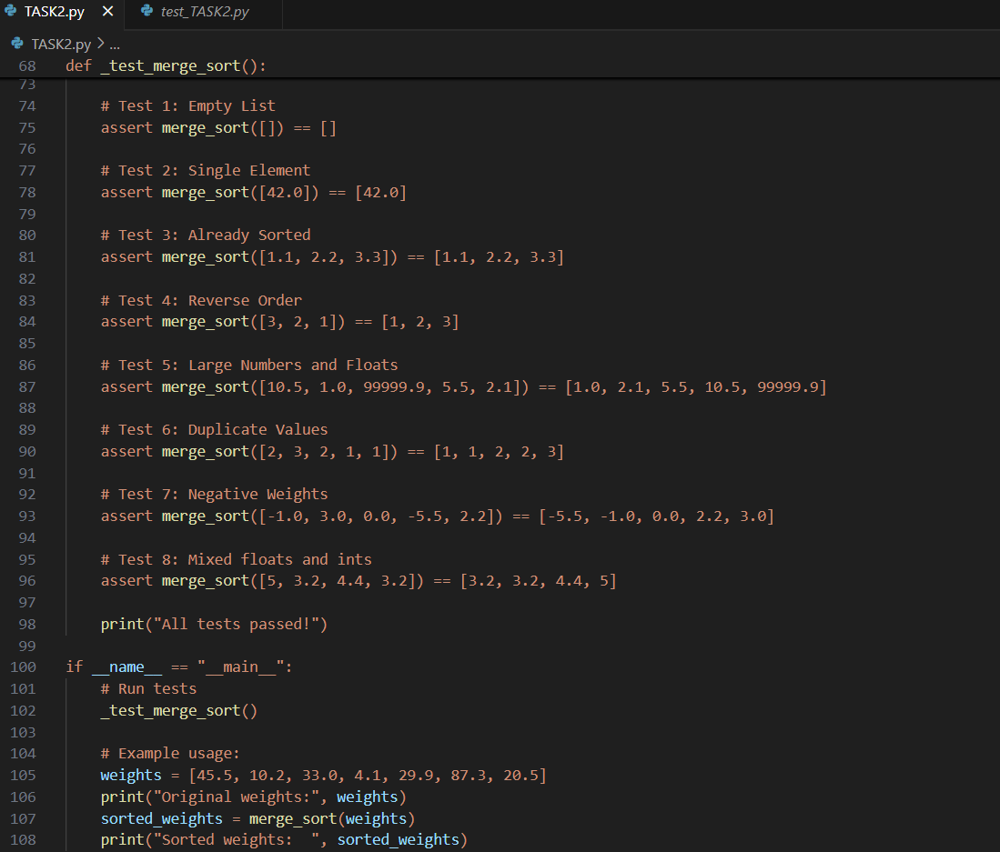 TASK2.py × test_TASK2.py
TASK2.py > ...
68 def _test_merge_sort():
73
74     # Test 1: Empty List
75     assert merge_sort([]) == []
76
77     # Test 2: Single Element
78     assert merge_sort([42.0]) == [42.0]
79
80     # Test 3: Already Sorted
81     assert merge_sort([1.1, 2.2, 3.3]) == [1.1, 2.2, 3.3]
82
83     # Test 4: Reverse Order
84     assert merge_sort([3, 2, 1]) == [1, 2, 3]
85
86     # Test 5: Large Numbers and Floats
87     assert merge_sort([10.5, 1.0, 99999.9, 5.5, 2.1]) == [1.0, 2.1, 5.5, 10.5, 99999.9]
88
89     # Test 6: Duplicate Values
90     assert merge_sort([2, 3, 2, 1, 1]) == [1, 1, 2, 2, 3]
91
92     # Test 7: Negative Weights
93     assert merge_sort([-1.0, 3.0, 0.0, -5.5, 2.2]) == [-5.5, -1.0, 0.0, 2.2, 3.0]
94
95     # Test 8: Mixed floats and ints
96     assert merge_sort([5, 3.2, 4.4, 3.2]) == [3.2, 3.2, 4.4, 5]
97
98     print("All tests passed!")
99
100 if __name__ == "__main__":
101     # Run tests
102     _test_merge_sort()
103
104     # Example usage:
105     weights = [45.5, 10.2, 33.0, 4.1, 29.9, 87.3, 20.5]
106     print("Original weights:", weights)
107     sorted_weights = merge_sort(weights)
108     print("Sorted weights:  ", sorted_weights)